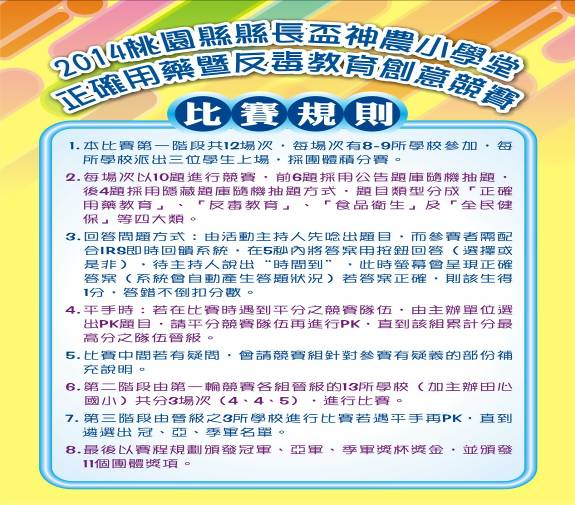 2014桃園縣縣長盃神農小學堂
正確用藥暨反毒教育創意競賽
比賽規則
1. 本比賽第一階段共12場次，每場次有8-9所學校參加，每
所學校派出三位學生上場，採團體積分賽。
2. 每場次以10題進行競賽，前6題採用公告題庫隨機抽題，
後4題採用隱藏題庫隨機抽題方式，題目類型分成「正確
用藥教育」、「反毒教育」、「食品衛生」及「全民健
保」等四大類。
3. 回答問題方式：由活動主持人先唸出題目，而參賽者需配
合IRS即時回饋系統，在5秒內將答案用按鈕回答（選擇或
是非），待主持人說出“時間到”，此時螢幕會呈現正確
答案（系統會自動產生答題狀況）若答案正確，則該生得
1分，答錯不倒扣分數。
4. 平手時：若在比賽時遇到平分之競賽隊伍，由主辦單位選
出PK題目，請平分競賽隊伍再進行PK，直到該組累計分最
高分之隊伍晉級。
5. 比賽中間若有疑問，會請競賽組針對參賽有疑義的部份補
充說明。
6. 第二階段由第一輪競賽各組晉級的13所學校（加主辦田心
國小）共分3場次（4、4、5），進行比賽。
7. 第三階段由晉級之3所學校進行比賽若遇平手再PK，直到
遴選出 冠、亞、季軍名單。
8. 最後以賽程規劃頒發冠軍、亞軍、季軍獎杯獎金，並頒發
11個團體獎項。